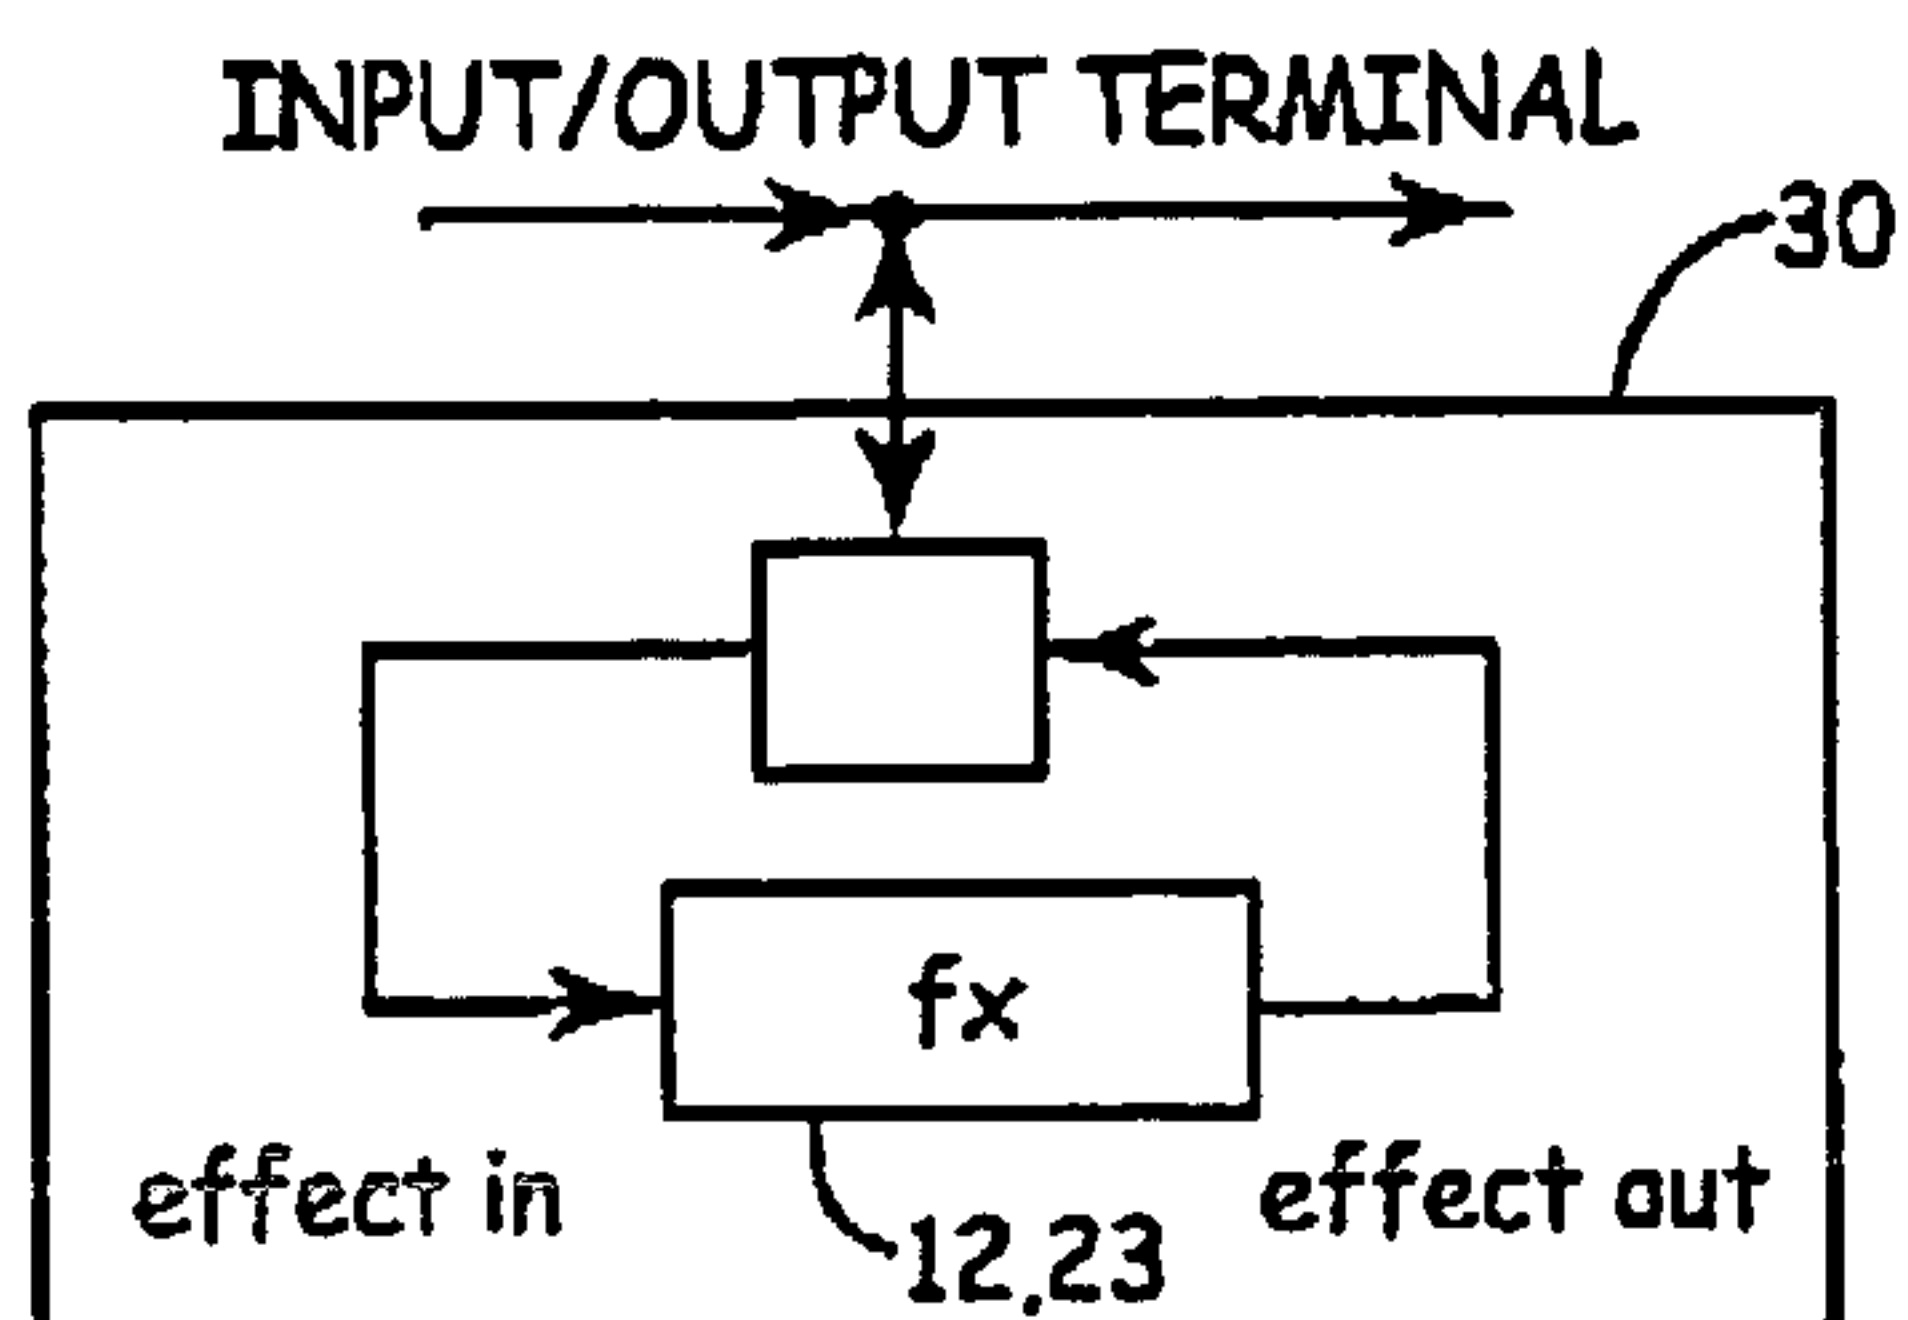 INPUT/OUTPUT TERMINAL
30
fx
effect in
effect out
12,23